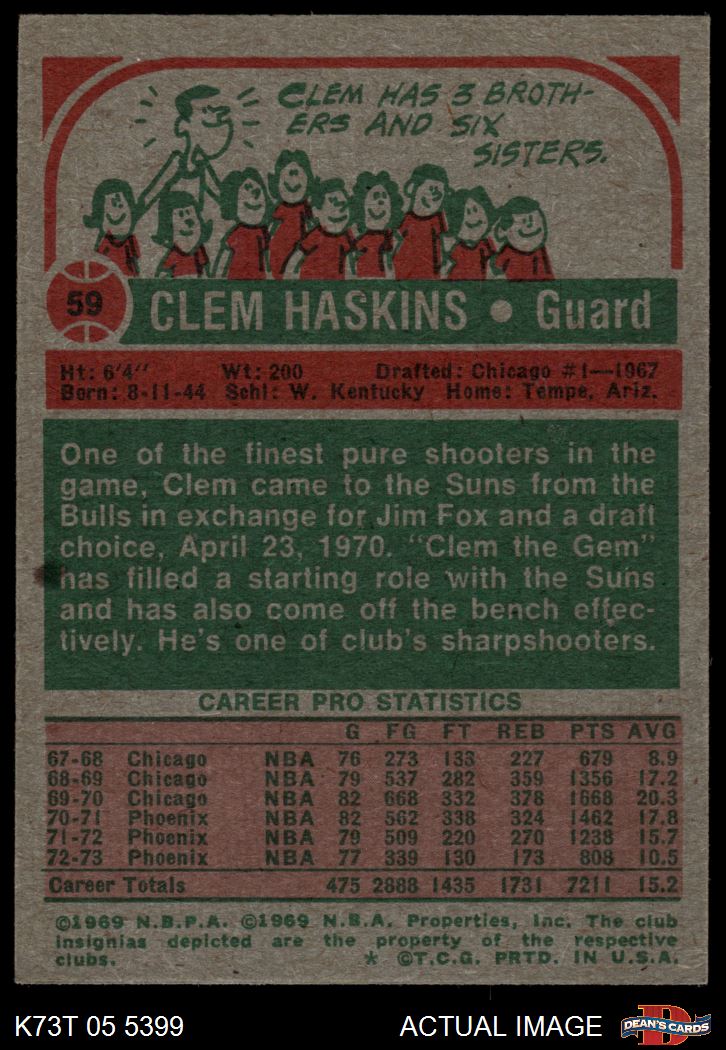 CLEM HAS 3 BROTH-
ERS AND SIX
SISTERS.
59
CLEM HASKINS • Guard
Ht: 6'4" Wt: 200 Drafted: Chicago #1—1967
Born: 8-11-44 Schl: W. Kentucky Home: Tempe, Ariz.
One of the finest pure shooters in the
game, Clem came to the Suns from the
Bulls in exchange for Jim Fox and a draft
choice, April 23, 1970. "Clem the Gem"
has filled a starting role with the Suns
and has also come off the bench effec-
tively. He's one of club's sharpshooters.
CAREER PRO STATISTICS
G FG FT REB PTS AVG
67-68 Chicago NBA 76 273 133 227 679 8.9
68-69 Chicago NBA 79 537 282 359 1356 17.2
69-70 Chicago NBA 82 668 332 378 1668 20.3
70-71 Phoenix NBA 82 562 338 324 1462 17.8
71-72 Phoenix NBA 79 509 220 270 1238 15.7
72-73 Phoenix NBA 77 339 130 173 808 10.5
Career Totals 475 2888 1435 1731 7211 15.2
©1969 N.B.P.A. ©1969 N.B.A. Properties, Inc. The club
insignias depicted are the property of the respective
clubs. * ©T.C.G. PRTD. IN U.S.A.
K73T 05 5399 ACTUAL IMAGE
D
DEAN'S CARDS